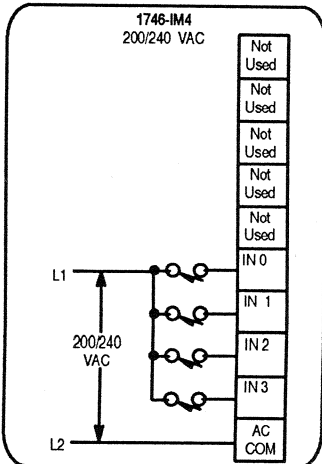 1746-IM4
200/240 VAC
Not
Used
Not
Used
Not
Used
Not
Used
Not
Used
IN 0
L1
IN 1
200/240
VAC
IN 2
IN 3
AC
COM
L2